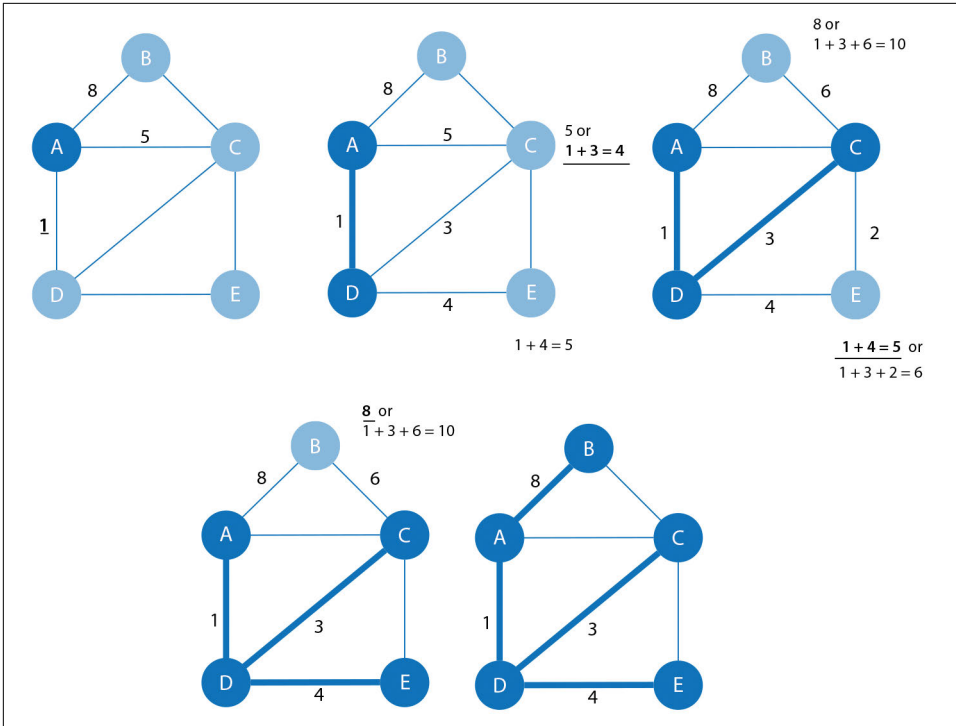 B
8
A
5
C
1
D
E
B
8
A
5
C
5 or
1 + 3 = 4
1
3
D
4
E
1 + 4 = 5
8 or
1 + 3 + 6 = 10
B
8
6
A
C
1
3
2
D
4
E
1 + 4 = 5 or
1 + 3 + 2 = 6
8 or
1 + 3 + 6 = 10
B
8
6
A
C
1
3
D
4
E
B
8
A
C
1
3
D
4
E